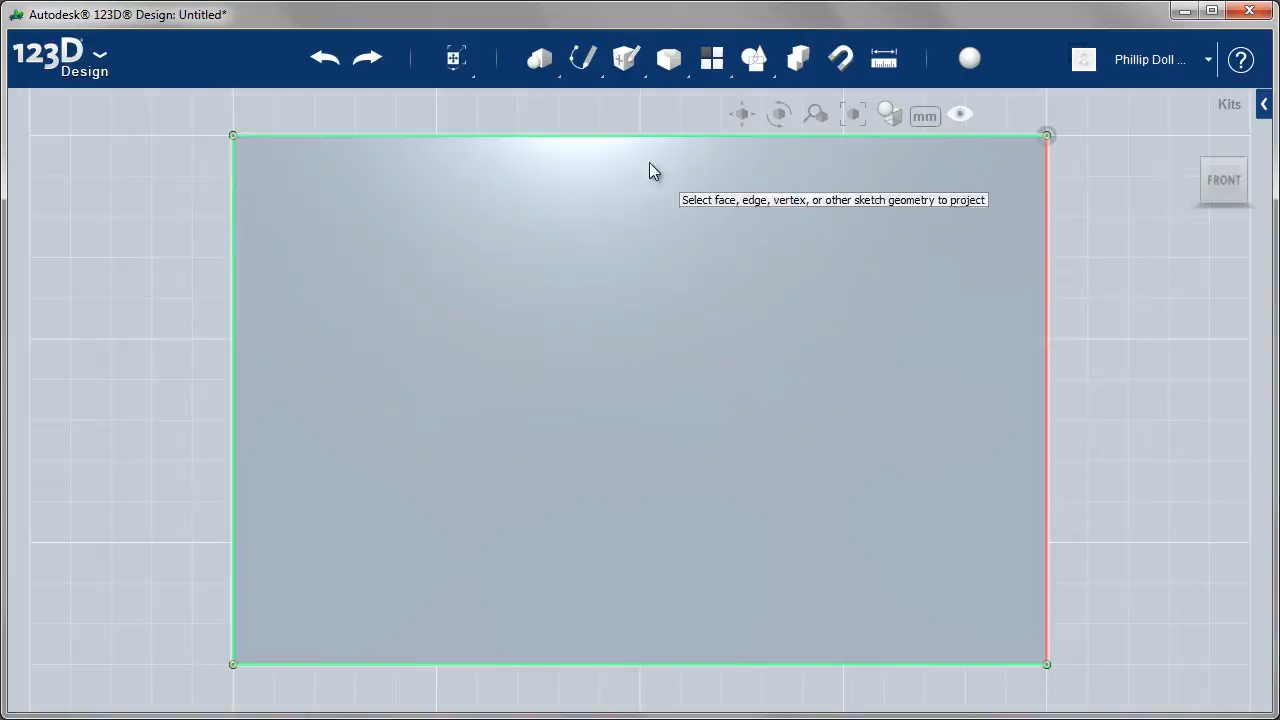 Autodesk® 123D® Design: Untitled*
123D
Design
Phillip Doll ...
?
mm
Kits
FRONT
Select face, edge, vertex, or other sketch geometry to project